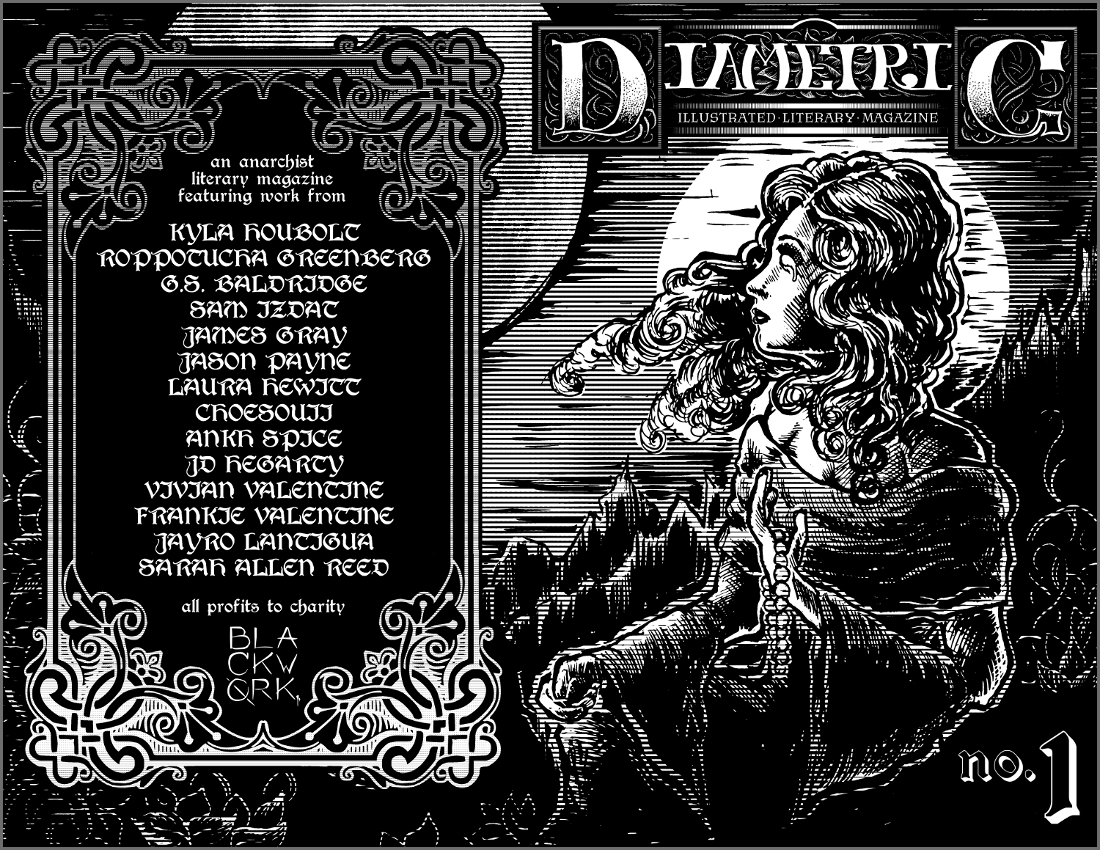 an anarchist
literary magazine
featuring work from
KYLA HOUBOLT
ROPPOTUCHA GREENBERG
G.S. BALDRIDGE
SAM IZDAT
JAMES GRAY
JASON PAYNE
LAURA HEWITT
CHOESOUJI
ANKH SPICE
JD HEGARTY
VIVIAN VALENTINE
FRANKIE VALENTINE
JAYRO LANTIGUA
SARAH ALLEN REED
all profits to charity
BLA
CKW
ORK,
DIAMETRIC
ILLUSTRATED·LITERARY·MAGAZINE
no.1